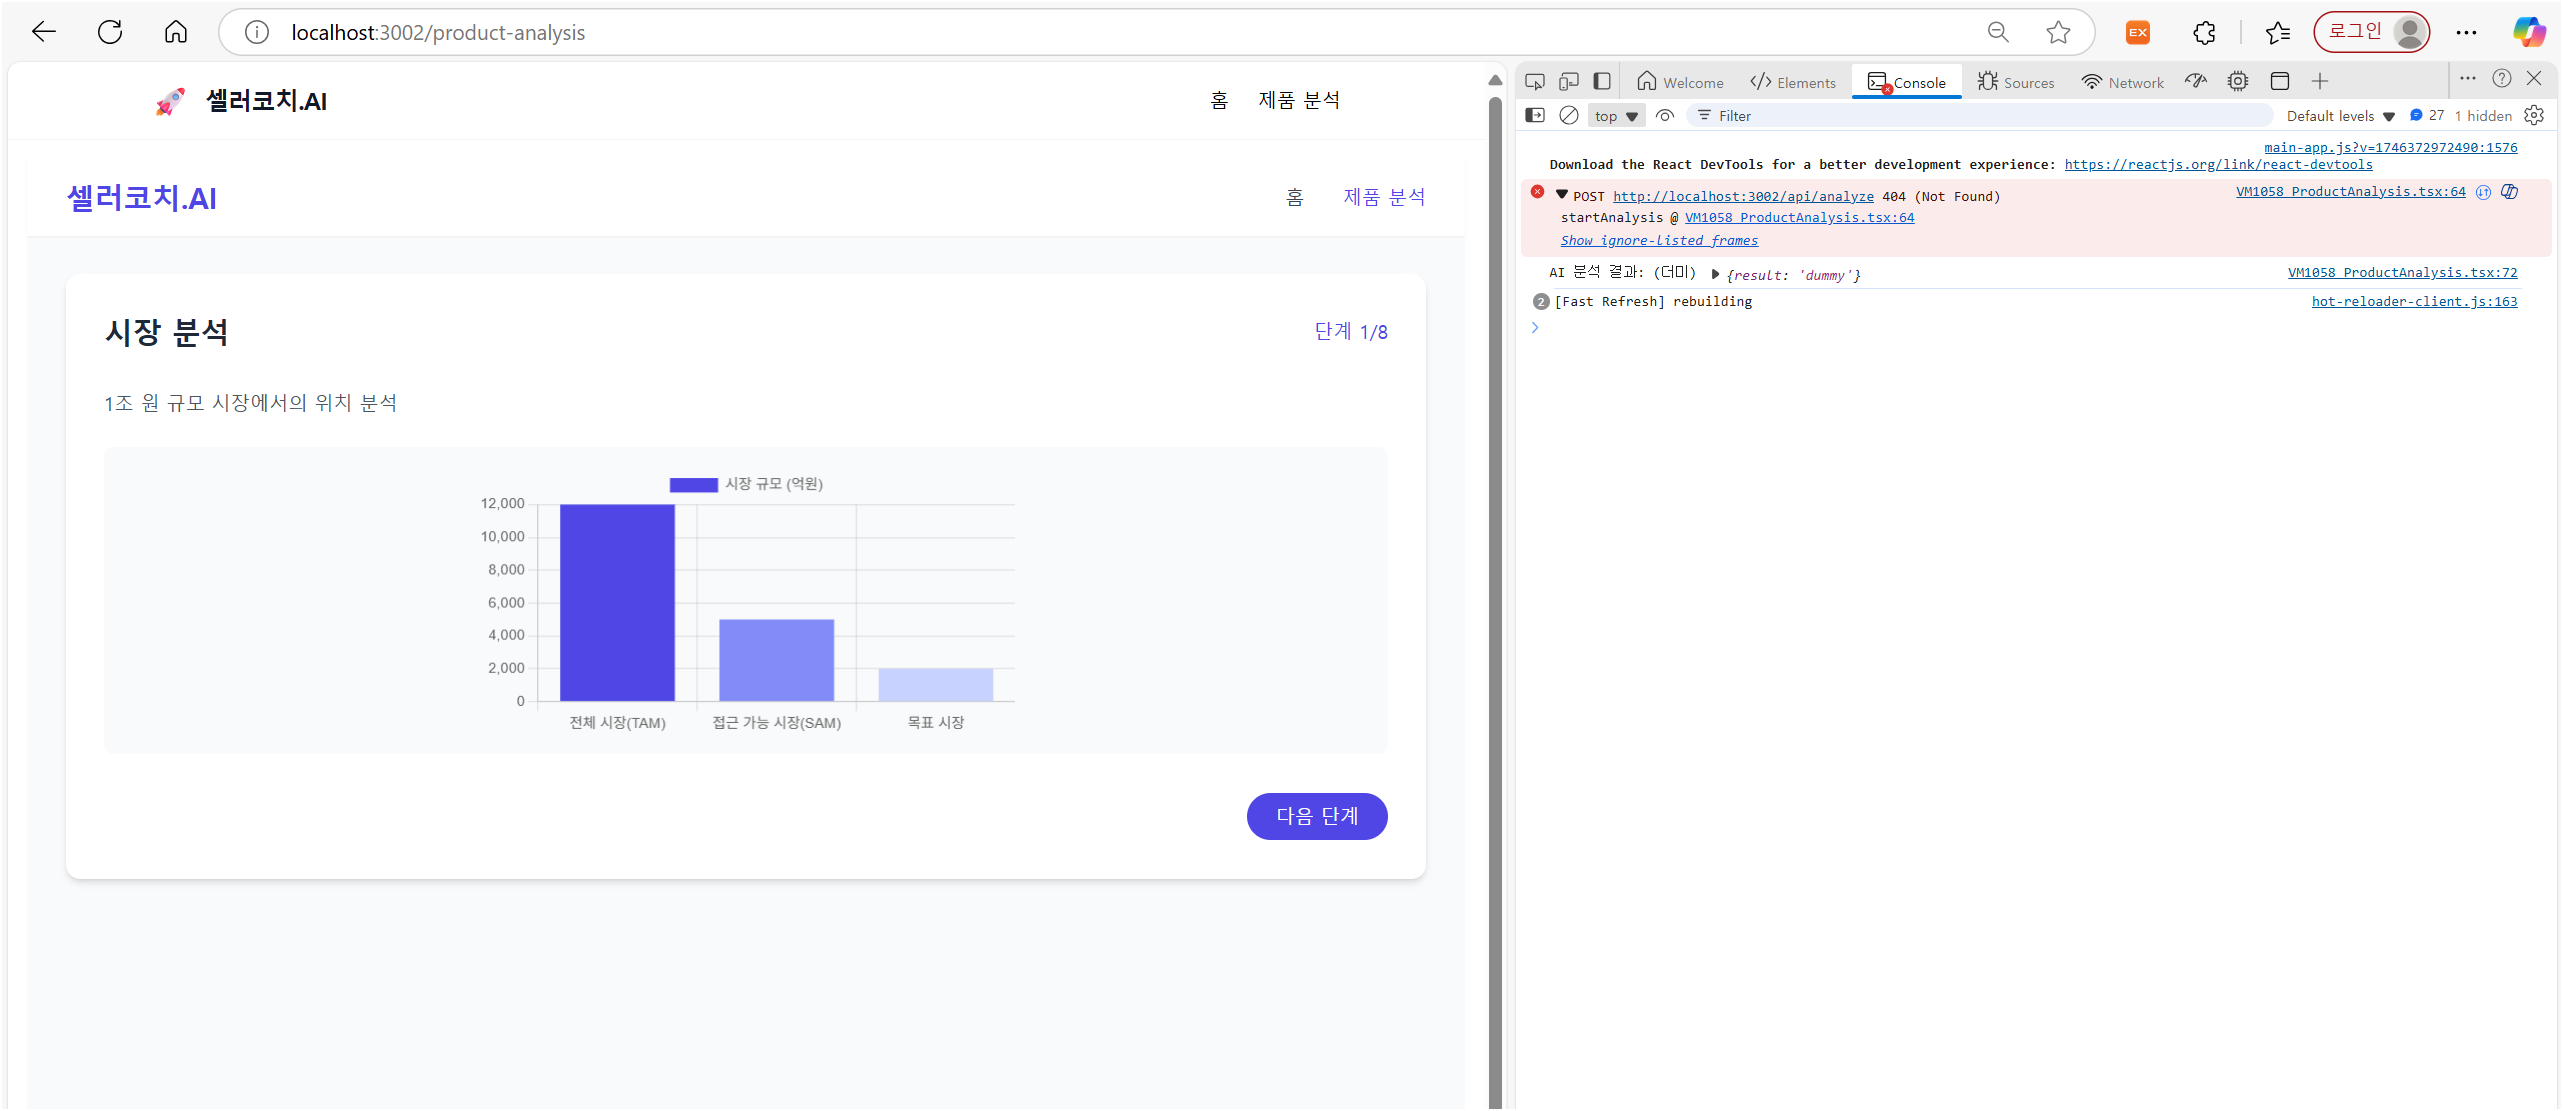 localhost:3002/product-analysis
EX
로그인
셀러코치.AI
홈 제품 분석
셀러코치.AI
홈 제품 분석
시장 분석
단계 1/8
1조 원 규모 시장에서의 위치 분석
시장 규모 (억원)
12,000
10,000
8,000
6,000
4,000
2,000
0
전체 시장(TAM) 접근 가능 시장(SAM) 목표 시장
다음 단계
Welcome Elements Console Sources Network
top Filter Default levels 27 1 hidden
main-app.js?v=1746372972490:1576
Download the React DevTools for a better development experience: https://reactjs.org/link/react-devtools
POST http://localhost:3002/api/analyze 404 (Not Found) VM1058 ProductAnalysis.tsx:64
startAnalysis @ VM1058 ProductAnalysis.tsx:64
Show ignore-listed frames
AI 분석 결과: (더미) {result: 'dummy'} VM1058 ProductAnalysis.tsx:72
2 [Fast Refresh] rebuilding hot-reloader-client.js:163